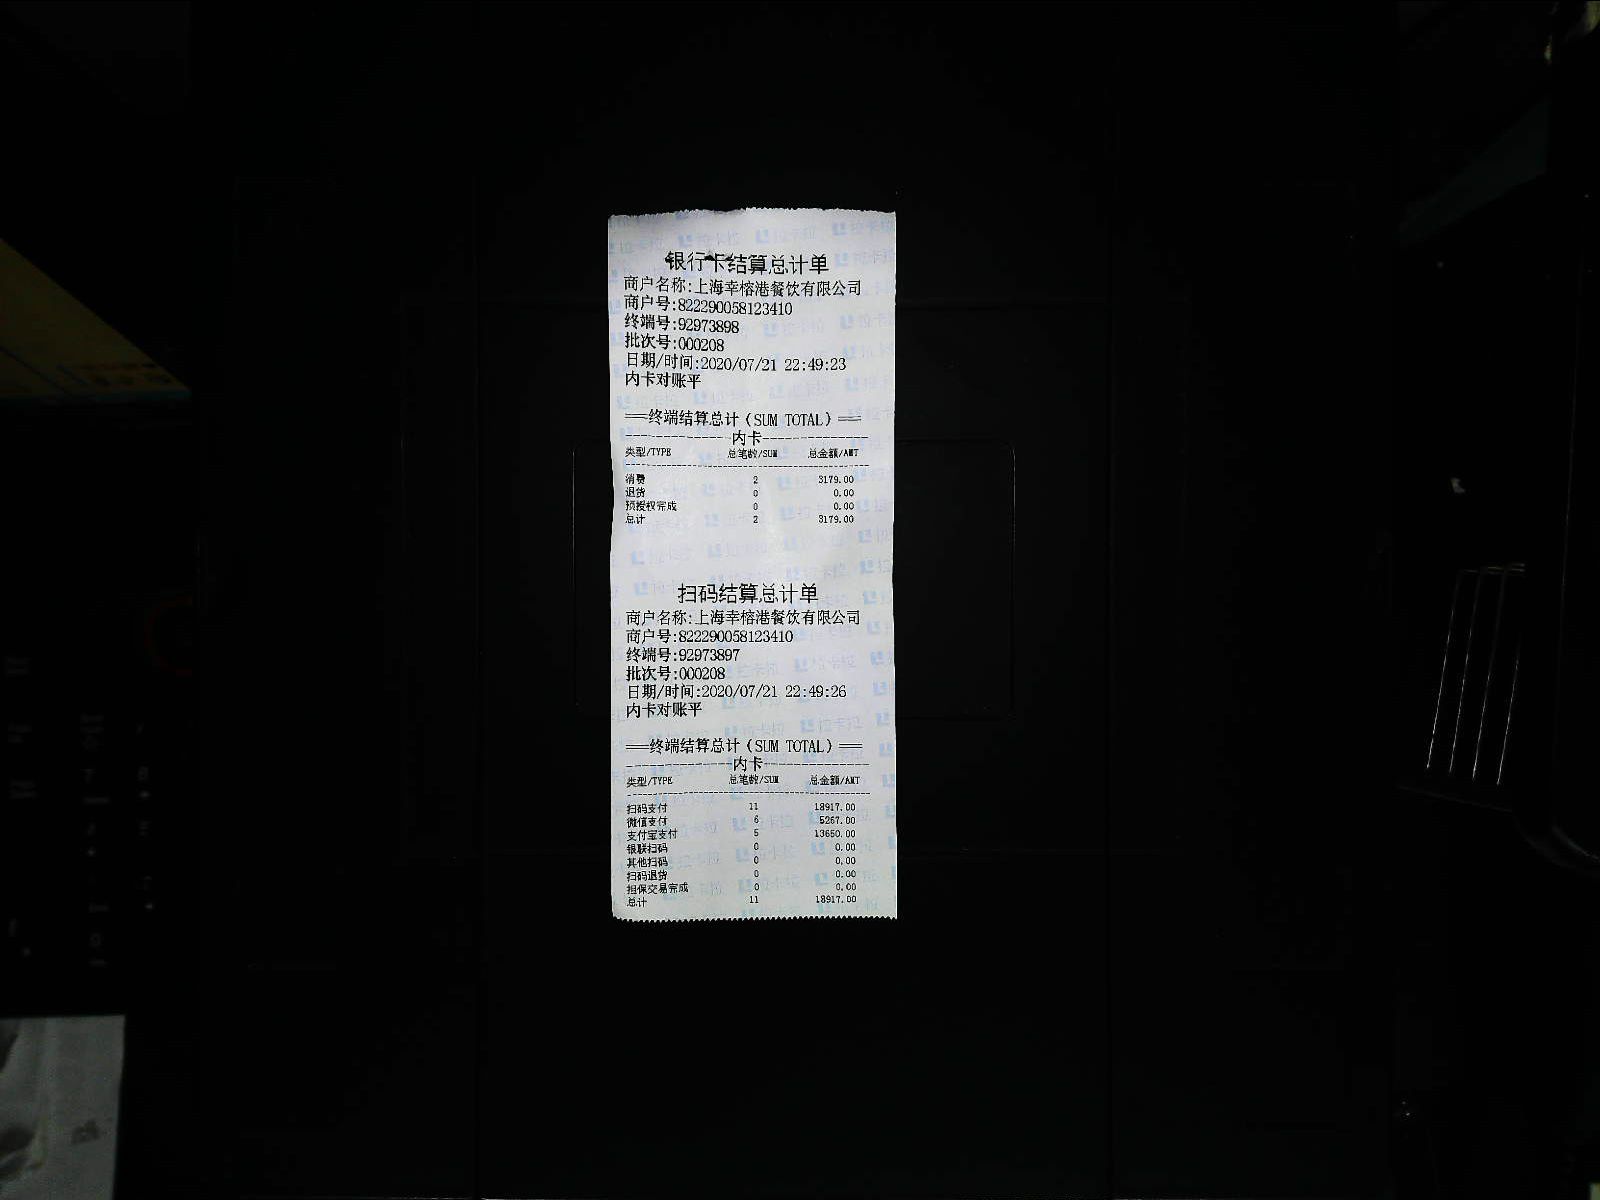 银行卡结算总计单
商户名称:上海幸榕港餐饮有限公司
商户号:822290058123410
终端号:92973898
批次号:000208
日期/时间:2020/07/21 22:49:23
内卡对账平
===终端结算总计(SUM TOTAL)===
内卡
类型/TYPE 总笔数/SUM 总金额/AMT
消费 2 3179.00
退货 0 0.00
预授权完成 0 0.00
总计 2 3179.00
扫码结算总计单
商户名称:上海幸榕港餐饮有限公司
商户号:822290058123410
终端号:92973897
批次号:000208
日期/时间:2020/07/21 22:49:26
内卡对账平
===终端结算总计(SUM TOTAL)===
内卡
类型/TYPE 总笔数/SUM 总金额/AMT
扫码支付 11 18917.00
微信支付 6 5267.00
支付宝支付 5 13650.00
银联扫码 0 0.00
其他扫码 0 0.00
扫码退货 0 0.00
担保交易完成 0 0.00
总计 11 18917.00